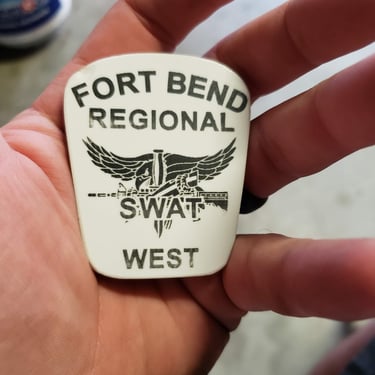 FORT BEND
REGIONAL
SWAT
WEST